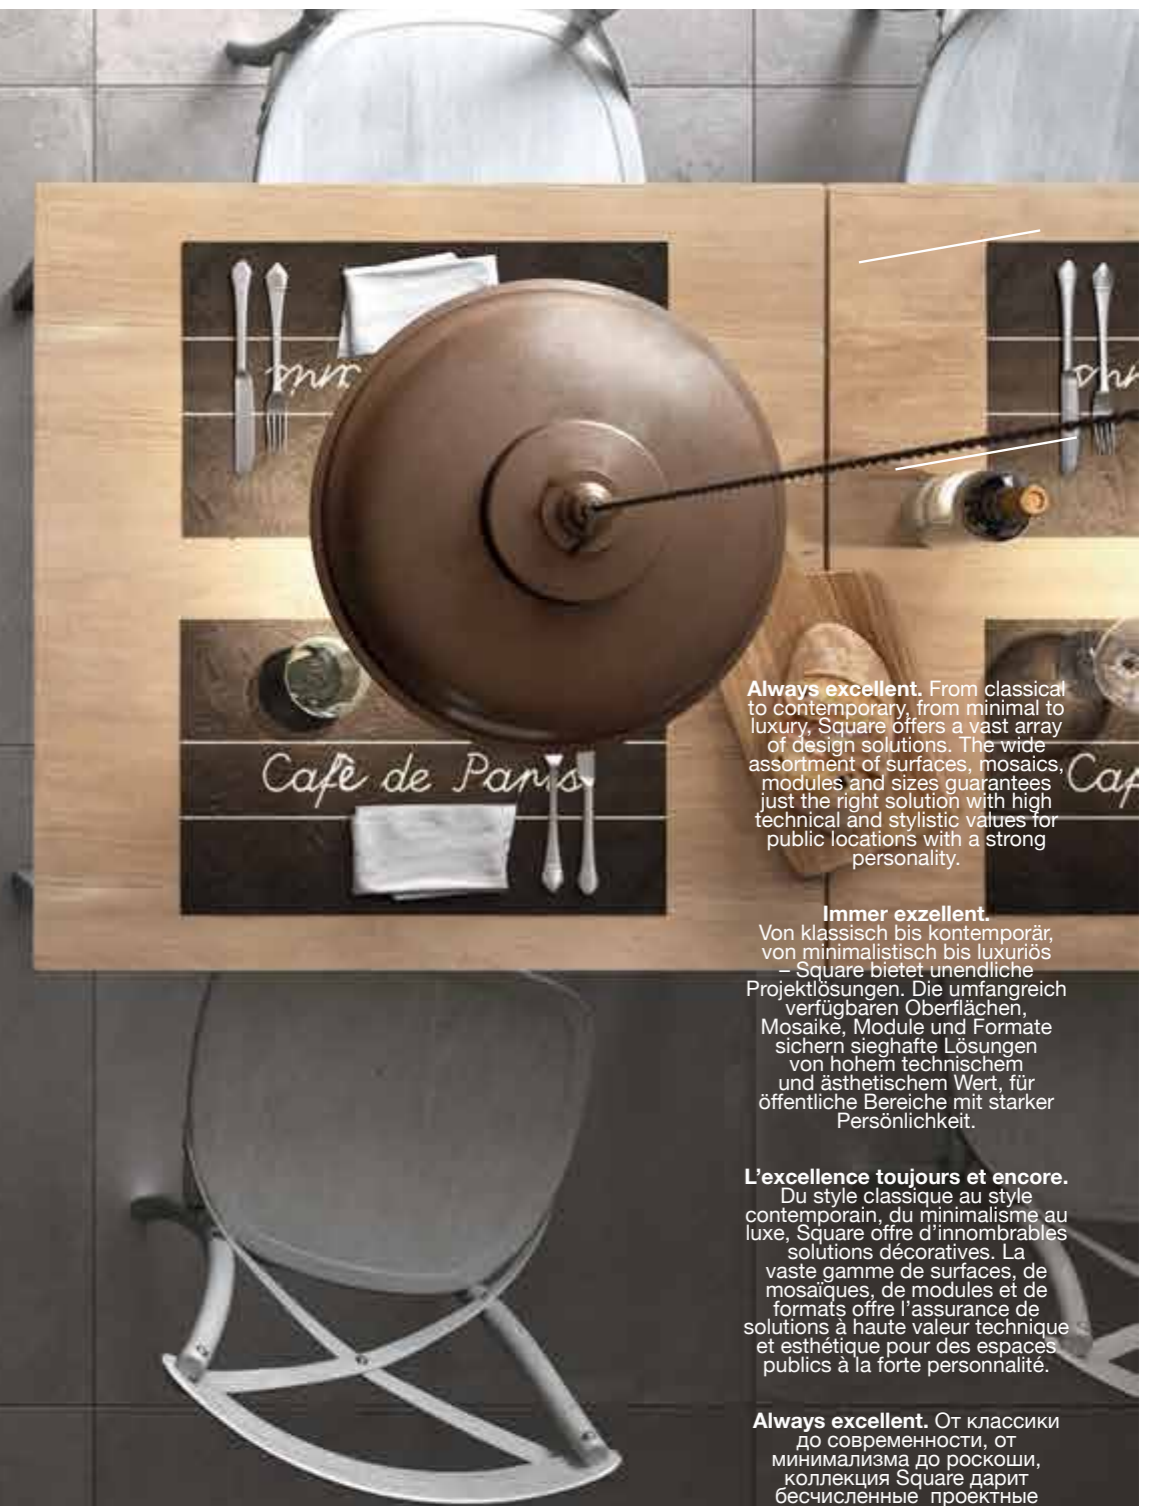 Café de Paris
Always excellent. From classical
to contemporary, from minimal to
luxury, Square offers a vast array
of design solutions. The wide
assortment of surfaces, mosaics,
modules and sizes guarantees
just the right solution with high
technical and stylistic values for
public locations with a strong
personality.
Immer exzellent.
Von klassisch bis kontemporär,
von minimalistisch bis luxuriös
– Square bietet unendliche
Projektlösungen. Die umfangreich
verfügbaren Oberflächen,
Mosaike, Module und Formate
sichern sieghafte Lösungen
von hohem technischem
und ästhetischem Wert, für
öffentliche Bereiche mit starker
Persönlichkeit.
L’excellence toujours et encore.
Du style classique au style
contemporain, du minimalisme au
luxe, Square offre d’innombrables
solutions décoratives. La
vaste gamme de surfaces, de
mosaïques, de modules et de
formats offre l’assurance de
solutions à haute valeur technique
et esthétique pour des espaces
publics à la forte personnalité.
Always excellent. От классики
до современности, от
минимализма до роскоши,
коллекция Square дарит
бесчисленные проектные